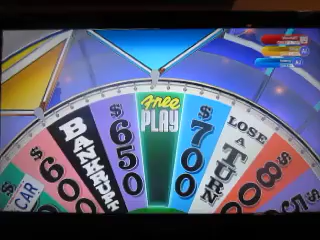 CAR
$600
BANKRUPT
$650
Free
PLAY
$700
LOSE
A
TURN
$800